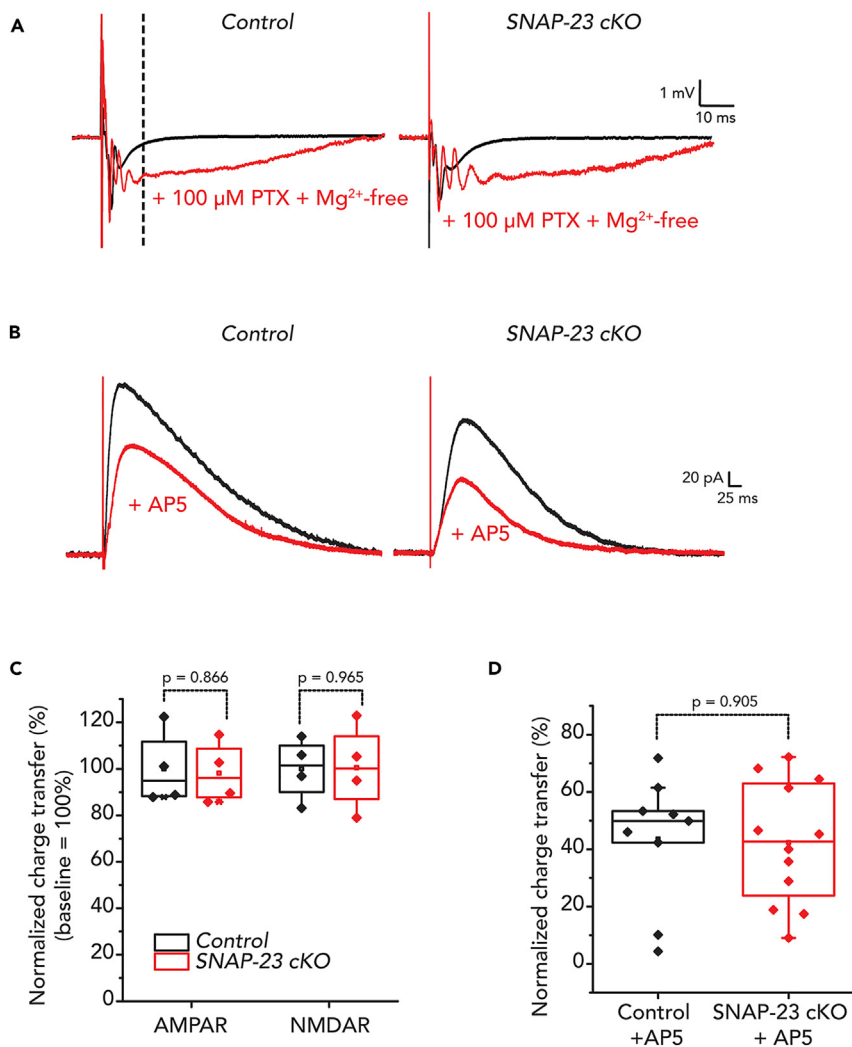 A
Control
SNAP-23 cKO
1 mV
10 ms
+ 100 µM PTX + Mg²⁺-free
+ 100 µM PTX + Mg²⁺-free
B
Control
SNAP-23 cKO
+ AP5
+ AP5
20 pA
25 ms
C
p = 0.866
p = 0.965
Normalized charge transfer (%)
(baseline = 100%)
120
100
80
60
40
20
0
Control
SNAP-23 cKO
AMPAR
NMDAR
D
p = 0.905
Normalized charge transfer (%)
80
60
40
20
0
Control
+AP5
SNAP-23 cKO
+ AP5